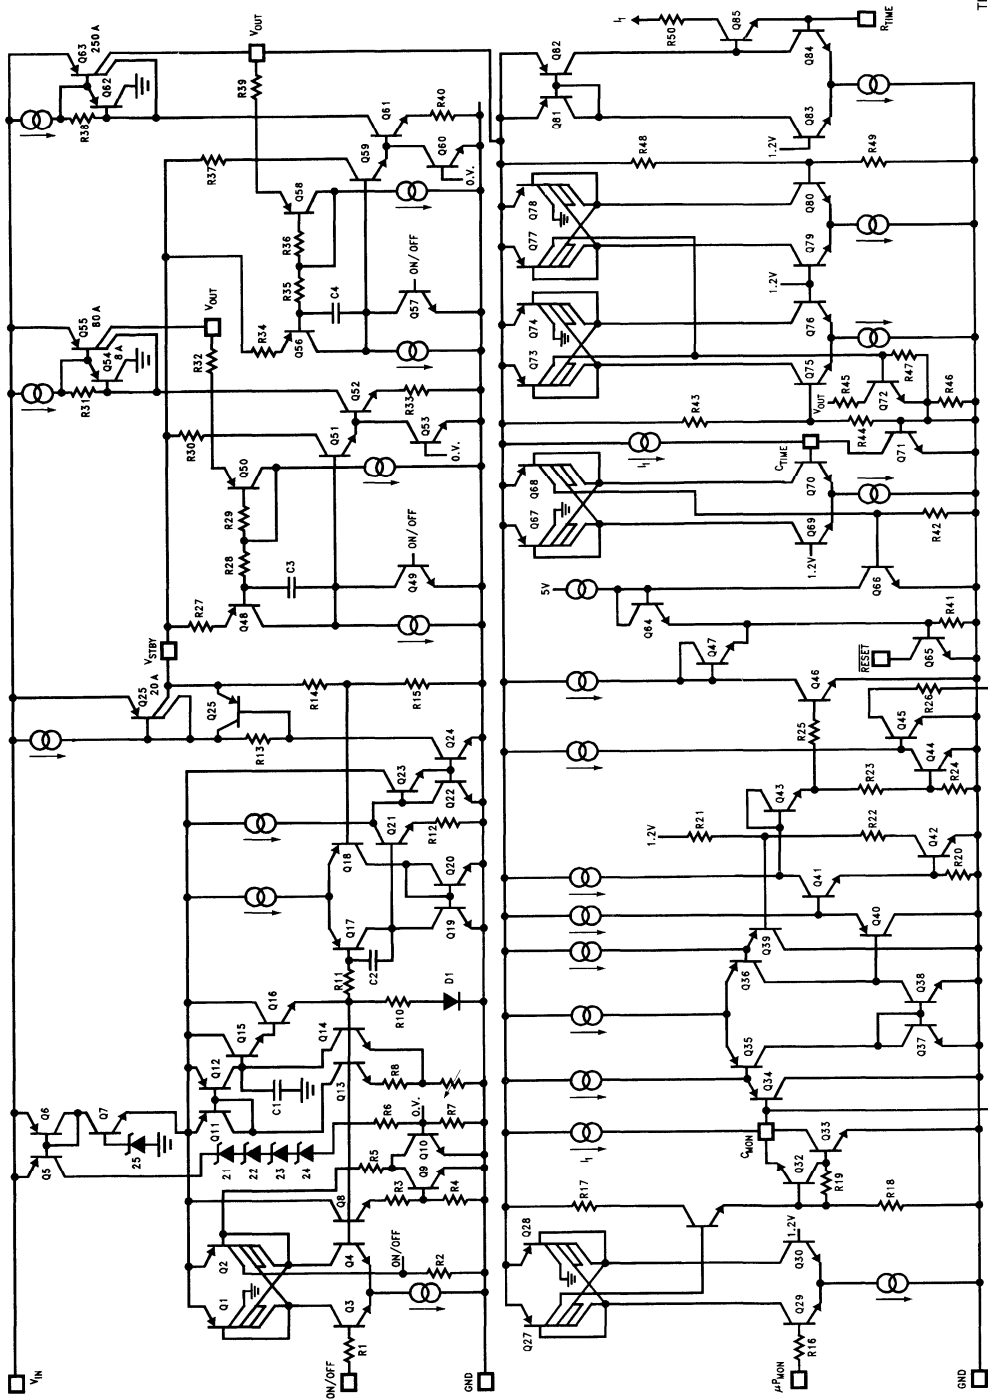 VIN
ON/OFF
GND
R1
Q1
Q2
Q3
Q4
ON/OFF
R2
Q5
Q6
Q7
25
21
22
23
24
Q8
R3
R4
Q9
Q10
R5
R6
O.V.
R7
Q11
Q12
C1
Q13
Q14
R8
Q15
Q16
R10
D1
R11
C2
Q17
Q18
Q19
Q20
Q21
R12
Q22
Q23
Q24
R13
Q25
Q25
20 A
R14
R15
VSTBY
R27
Q48
R28
R29
C3
Q49
ON/OFF
Q50
R30
Q51
Q52
R33
Q53
O.V.
R31
Q54
8 A
Q55
80 A
R32
VOUT
R34
Q56
R35
R36
C4
Q57
ON/OFF
Q58
R37
Q59
Q60
O.V.
Q61
R40
R38
Q62
Q63
250 A
R39
VOUT
µPMON
GND
R16
Q27
Q28
Q29
Q30
1.2V
R17
R18
R19
CMON
I1
Q32
Q33
Q34
Q35
Q36
Q37
Q38
Q39
Q40
Q41
Q42
R20
1.2V
R21
R22
Q43
R23
R24
Q44
Q45
R26
R25
Q46
Q47
5V
Q64
RESET
Q65
R41
Q66
R42
Q67
Q68
1.2V
Q69
Q70
CTIME
I1
R43
R44
Q71
VOUT
R45
Q72
R47
R46
Q73
Q74
Q75
Q76
1.2V
Q77
Q78
Q79
Q80
R48
R49
1.2V
Q81
Q82
Q83
Q84
RTIME
Q85
R50
I1